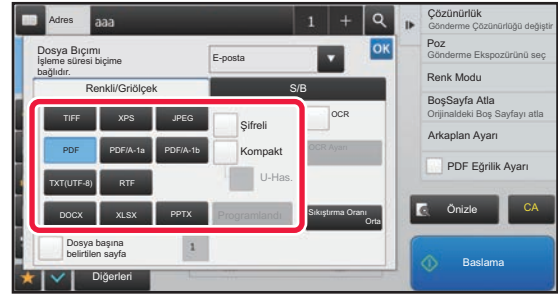 Adres
aaa
1
Dosya Bıçımı
İşleme süresi biçime
bağlıdır.
E-posta
OK
Renkli/Griölçek
S/B
TIFF
XPS
JPEG
Şifreli
OCR
PDF
PDF/A-1a
PDF/A-1b
Kompakt
OCR Ayarı
TXT(UTF-8)
RTF
U-Has.
DOCX
XLSX
PPTX
Programlandı
Sıkıştırma Oranı
Orta
Dosya başına
belirtilen sayfa
1
Diğerleri
Çözünürlük
Gönderme Çözünürlüğü değiştir
Poz
Gönderme Ekspozürünü seç
Renk Modu
BoşSayfa Atla
Orijinaldeki Boş Sayfayı atla
Arkaplan Ayarı
PDF Eğrilik Ayarı
Önizle
CA
Baslama